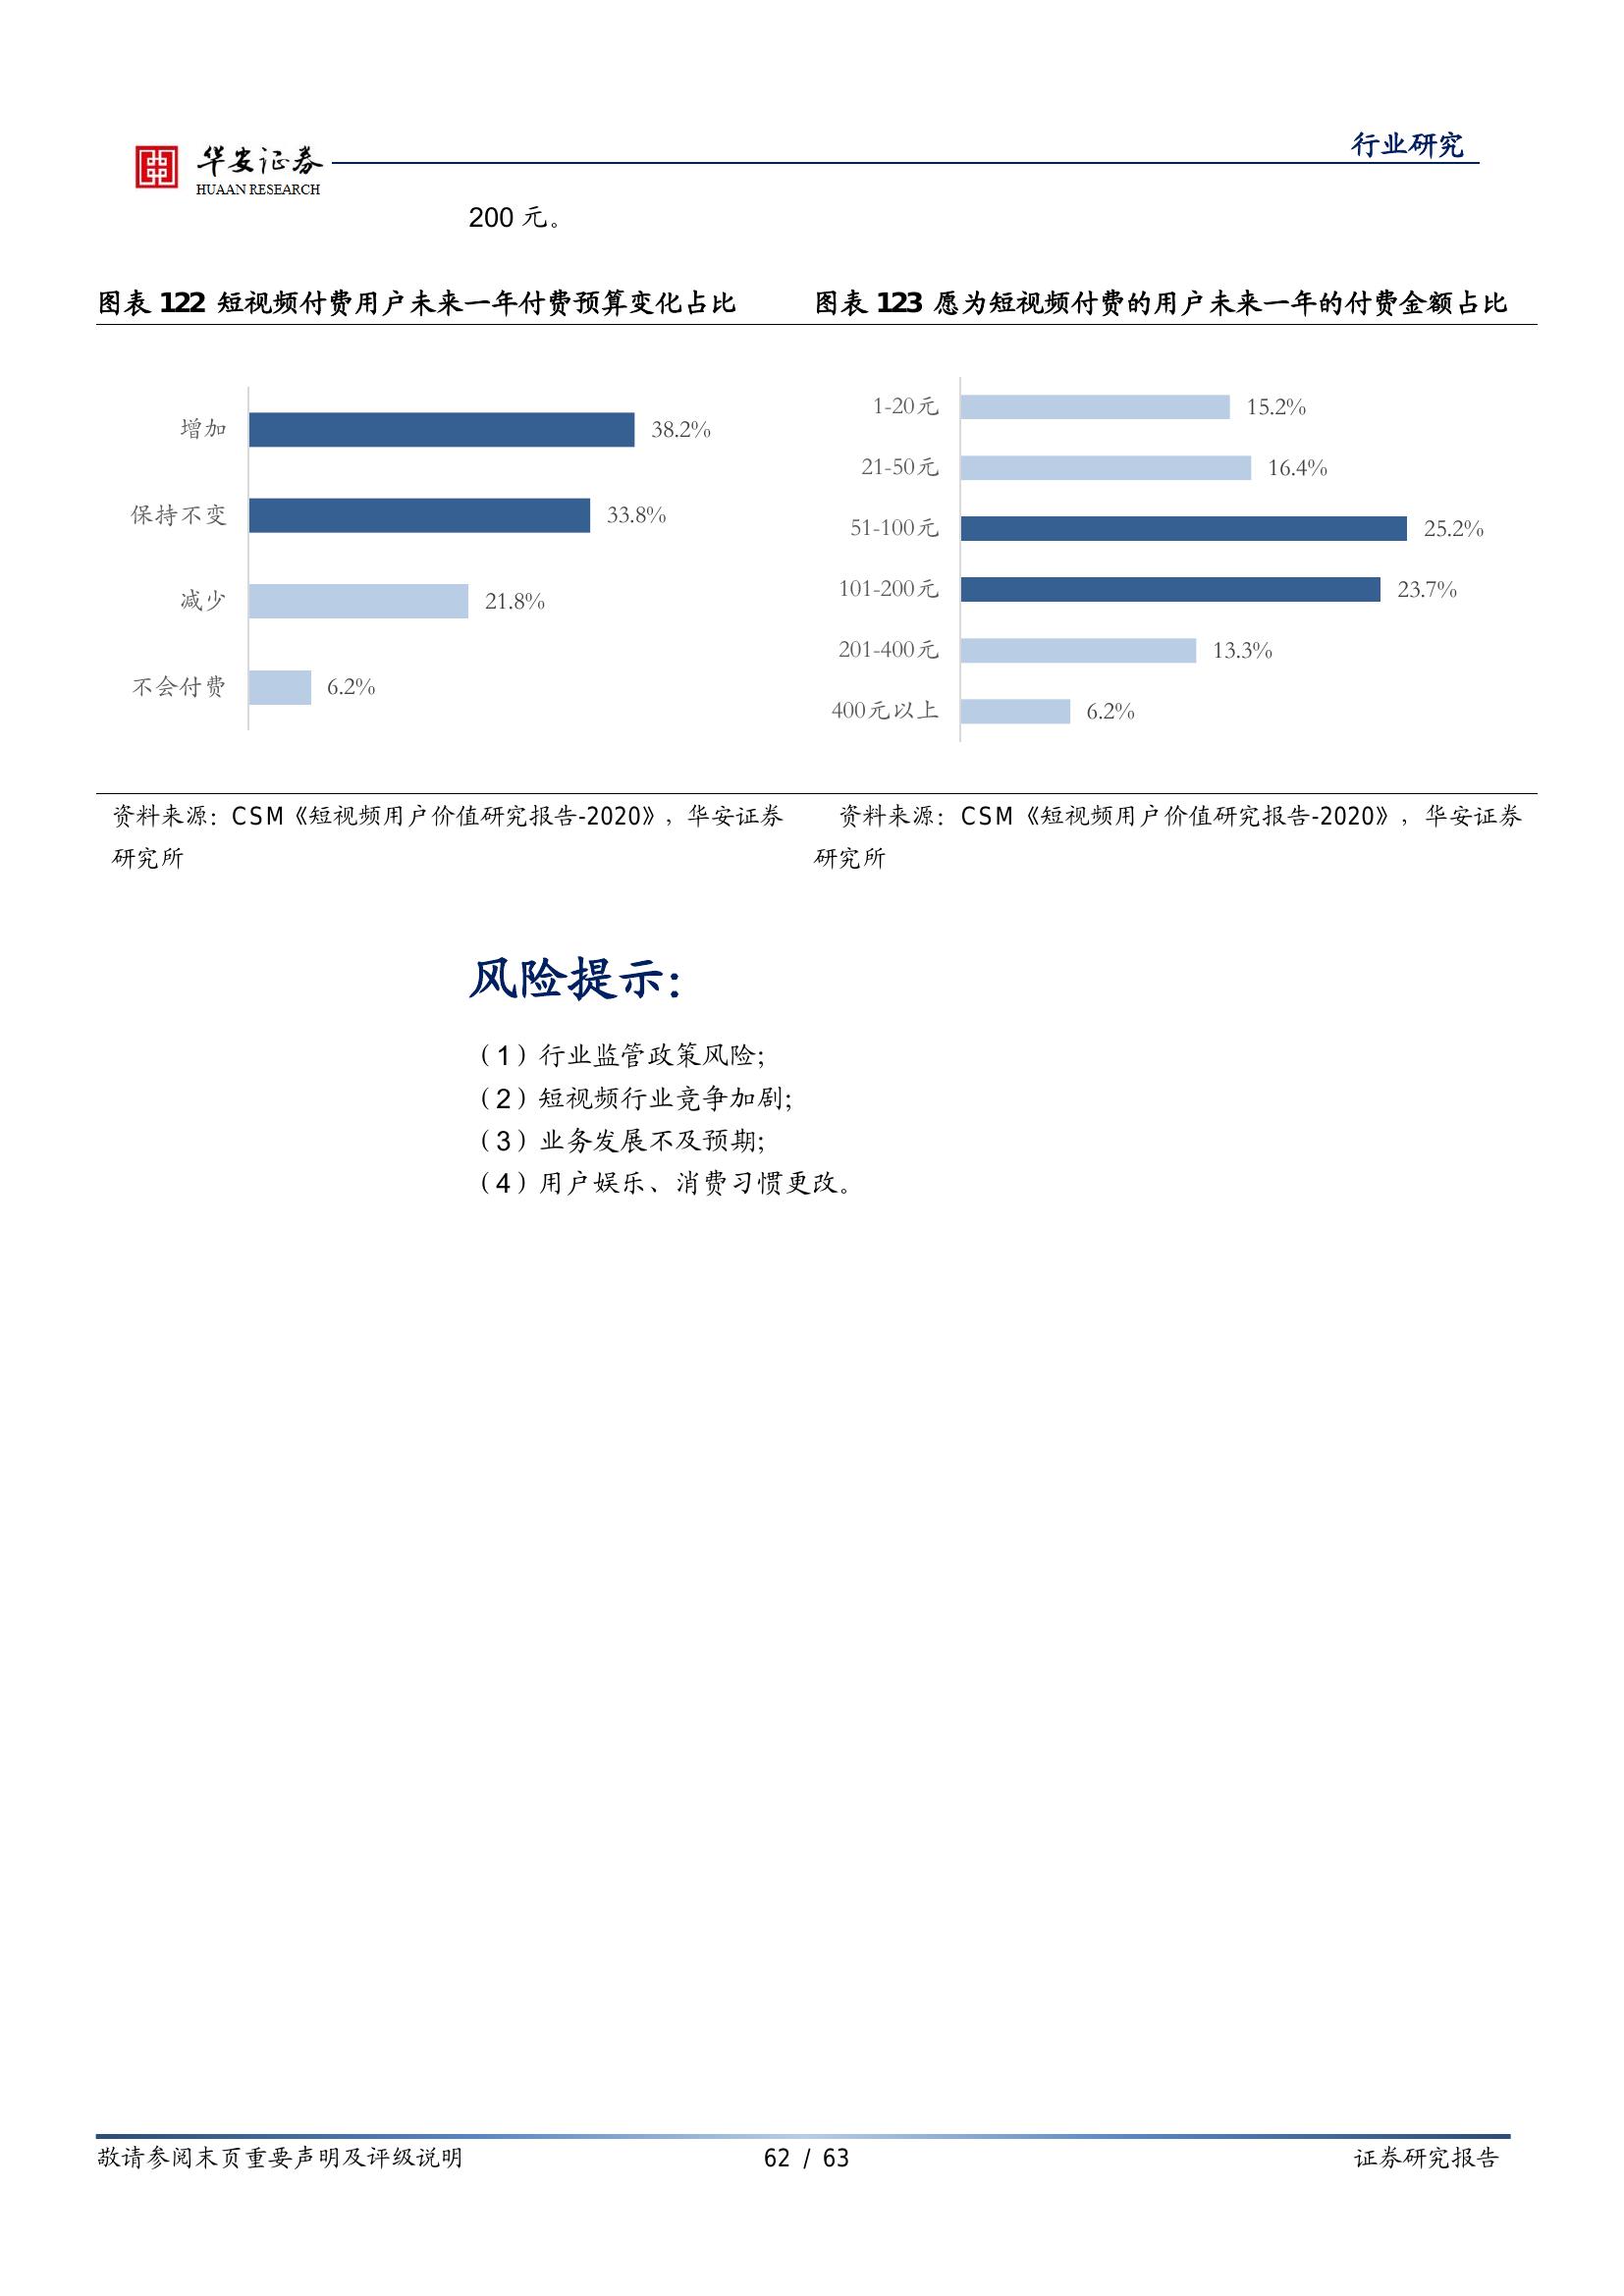 华安证券
HUAAN RESEARCH
行业研究
200 元。
图表 122 短视频付费用户未来一年付费预算变化占比
增加 38.2%
保持不变 33.8%
减少 21.8%
不会付费 6.2%
资料来源：CSM《短视频用户价值研究报告-2020》，华安证券
研究所
图表 123 愿为短视频付费的用户未来一年的付费金额占比
1-20元 15.2%
21-50元 16.4%
51-100元 25.2%
101-200元 23.7%
201-400元 13.3%
400元以上 6.2%
资料来源：CSM《短视频用户价值研究报告-2020》，华安证券
研究所
风险提示：
（1）行业监管政策风险；
（2）短视频行业竞争加剧；
（3）业务发展不及预期；
（4）用户娱乐、消费习惯更改。
敬请参阅末页重要声明及评级说明
62 / 63
证券研究报告